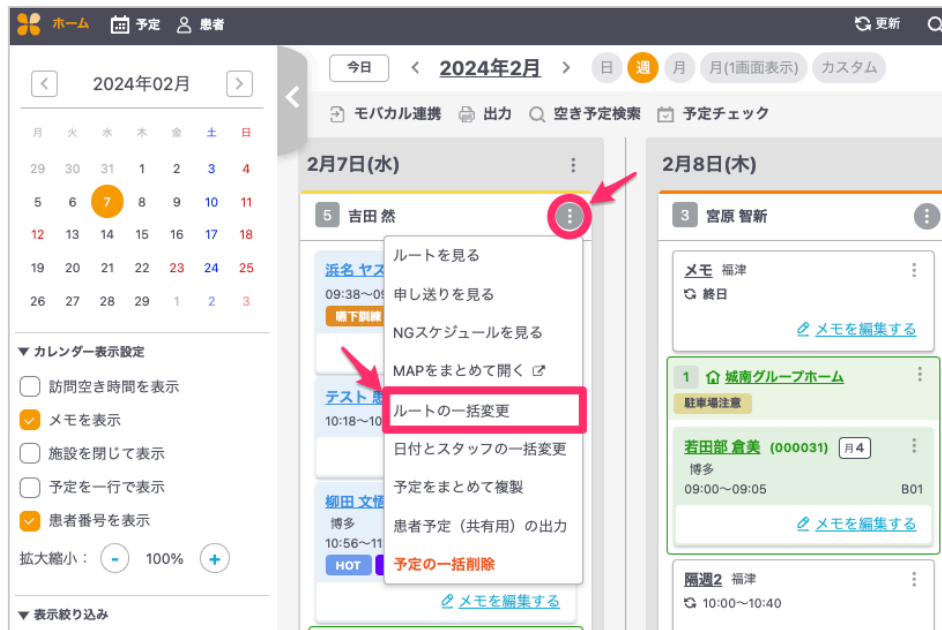 ホーム 予定 患者 更新
2024年02月
月 火 水 木 金 土 日
29 30 31 1 2 3 4
5 6 7 8 9 10 11
12 13 14 15 16 17 18
19 20 21 22 23 24 25
26 27 28 29 1 2 3
▼カレンダー表示設定
訪問空き時間を表示
メモを表示
施設を閉じて表示
予定を一行で表示
患者番号を表示
拡大縮小： - 100% +
▼表示絞り込み
今日 < 2024年2月 > 日 週 月 月(1画面表示) カスタム
モバカル連携 出力 空き予定検索 予定チェック
2月7日(水)
5 吉田 然
浜名 ヤス
09:38〜09
嚥下訓練
テスト 患
10:18〜10
柳田 文悟
博多
10:56〜11
HOT
メモを編集する
ルートを見る
申し送りを見る
NGスケジュールを見る
MAPをまとめて開く
ルートの一括変更
日付とスタッフの一括変更
予定をまとめて複製
患者予定（共有用）の出力
予定の一括削除
2月8日(木)
3 宮原 智新
メモ 福津
終日
メモを編集する
1 城南グループホーム
駐車場注意
若田部 倉美 (000031) 月4
博多
09:00〜09:05 B01
メモを編集する
隔週2 福津
10:00〜10:40